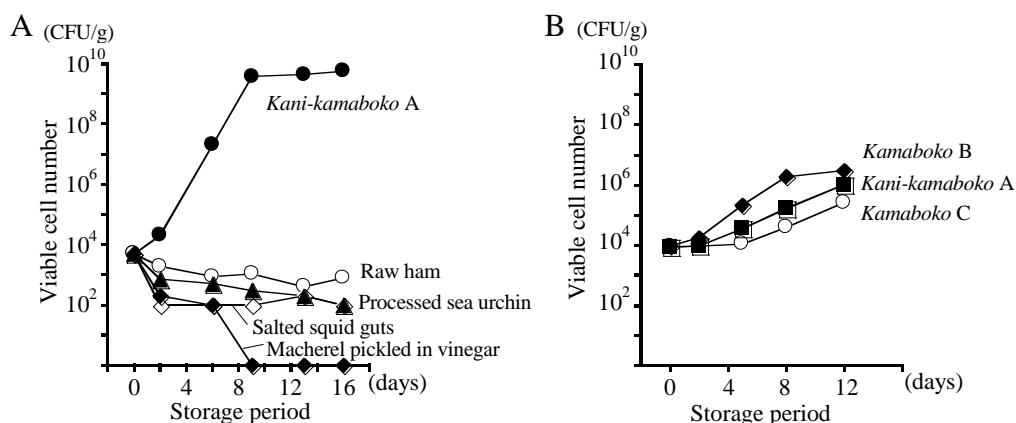 A (CFU/g)
10^10
10^8
10^6
10^4
10^2
Viable cell number
Kani-kamaboko A
Raw ham
Processed sea urchin
Salted squid guts
Macherel pickled in vinegar
0 4 8 12 16 (days)
Storage period
B (CFU/g)
10^10
10^8
10^6
10^4
10^2
Viable cell number
Kamaboko B
Kani-kamaboko A
Kamaboko C
0 4 8 12 (days)
Storage period